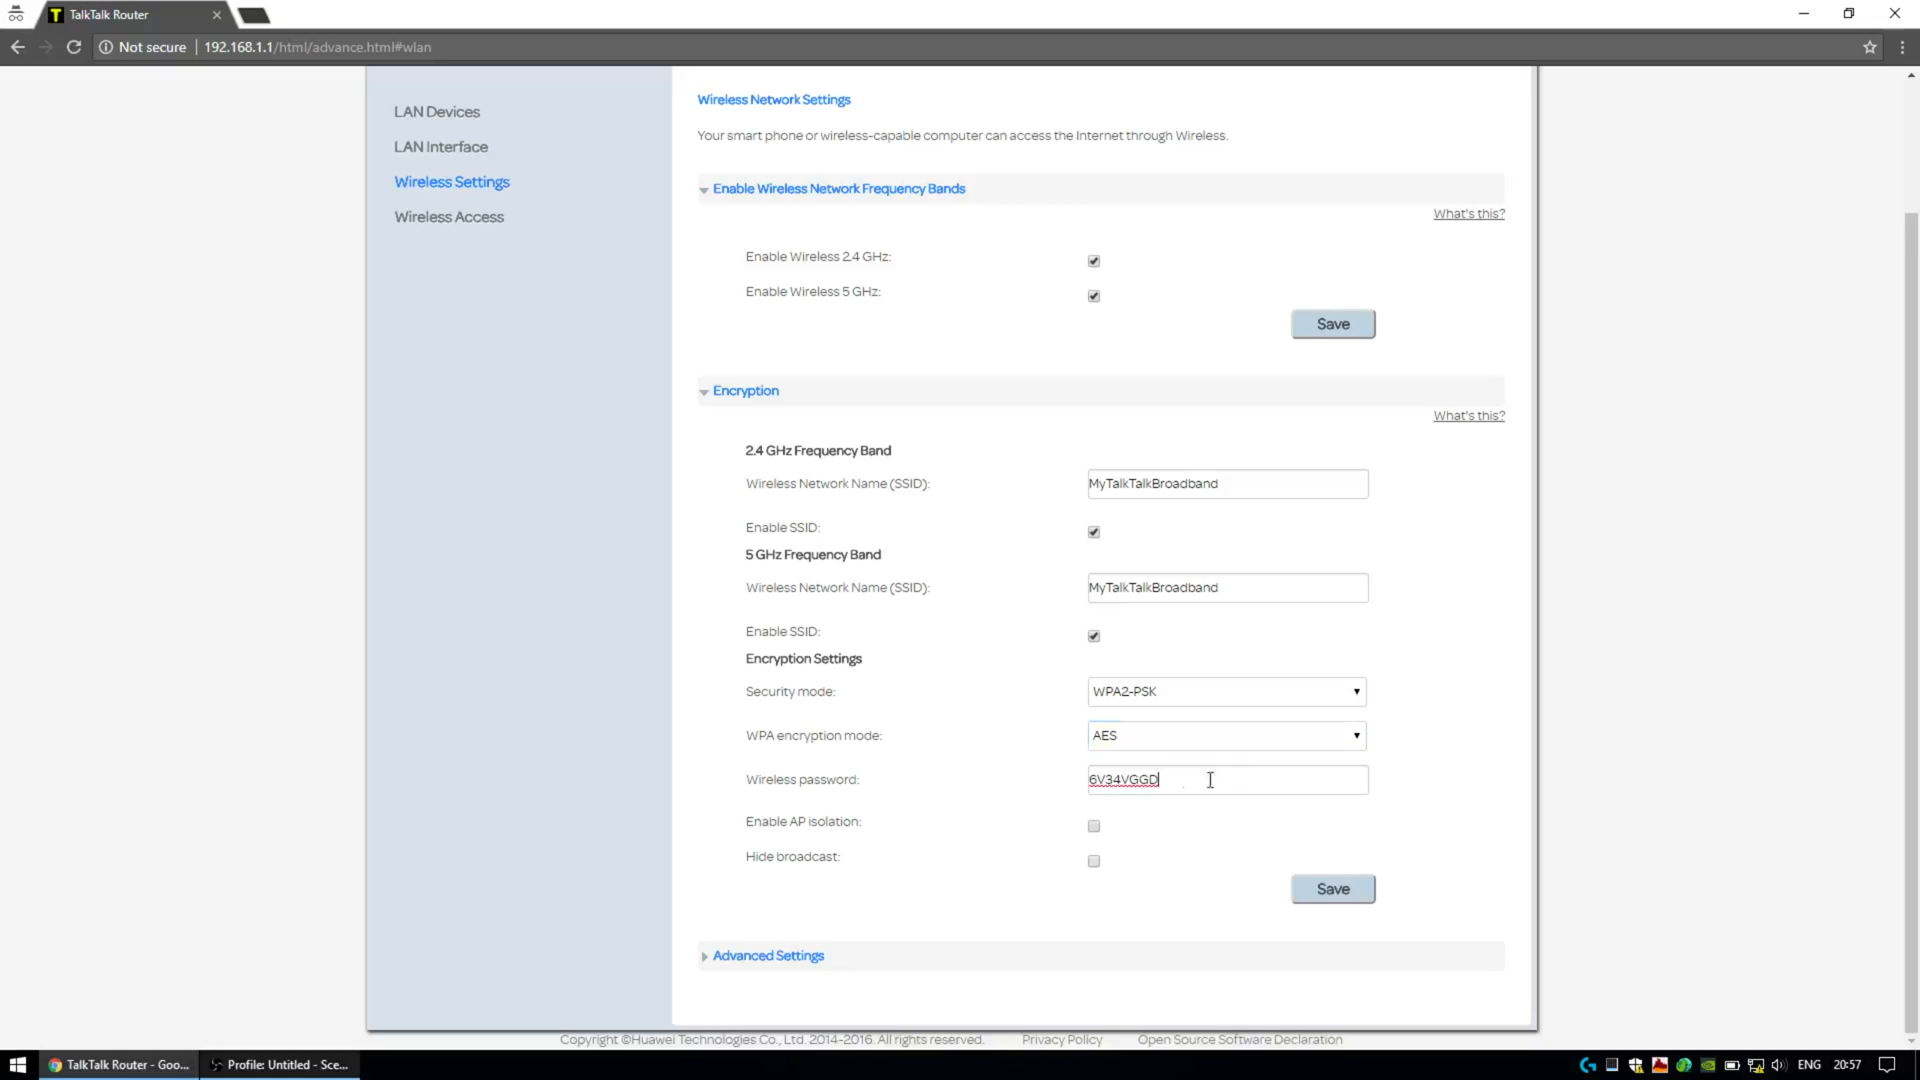 TalkTalk Router
Not secure 192.168.1.1/html/advance.html#wlan
LAN Devices
LAN Interface
Wireless Settings
Wireless Access
Wireless Network Settings
Your smart phone or wireless-capable computer can access the Internet through Wireless.
Enable Wireless Network Frequency Bands
What's this?
Enable Wireless 2.4 GHz:
Enable Wireless 5 GHz:
Save
Encryption
What's this?
2.4 GHz Frequency Band
Wireless Network Name (SSID): MyTalkTalkBroadband
Enable SSID:
5 GHz Frequency Band
Wireless Network Name (SSID): MyTalkTalkBroadband
Enable SSID:
Encryption Settings
Security mode: WPA2-PSK
WPA encryption mode: AES
Wireless password: 6V34VGGD
Enable AP isolation:
Hide broadcast:
Save
Advanced Settings
Copyright ©Huawei Technologies Co., Ltd. 2014-2016. All rights reserved. Privacy Policy Open Source Software Declaration
TalkTalk Router - Goo... Profile: Untitled - Sce... ENG 20:57